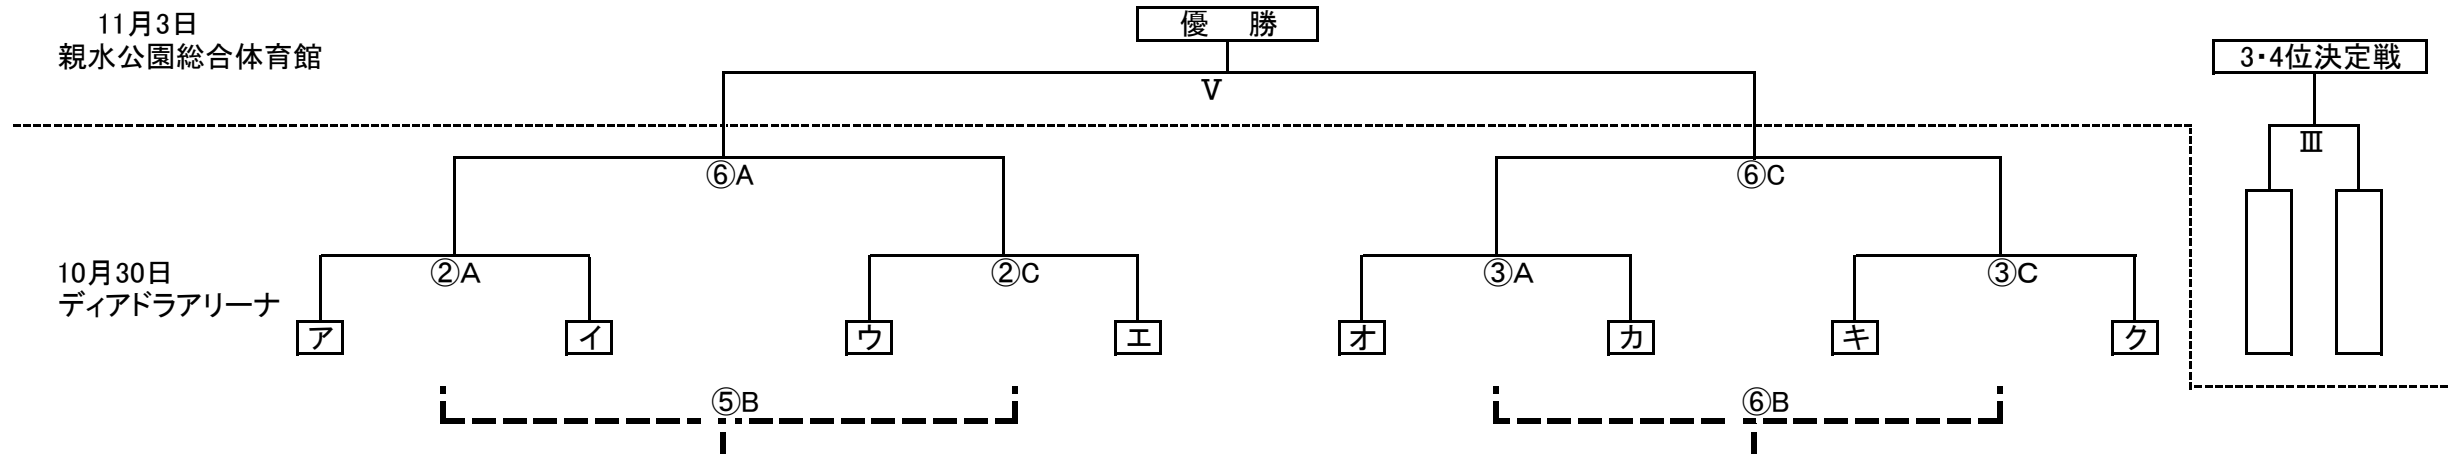 11月3日
親水公園総合体育館
優　勝
3・4位決定戦
Ⅴ
Ⅲ
⑥A
⑥C
10月30日
ディアドラアリーナ
②A
②C
③A
③C
ア
イ
ウ
エ
オ
カ
キ
ク
⑤B
⑥B